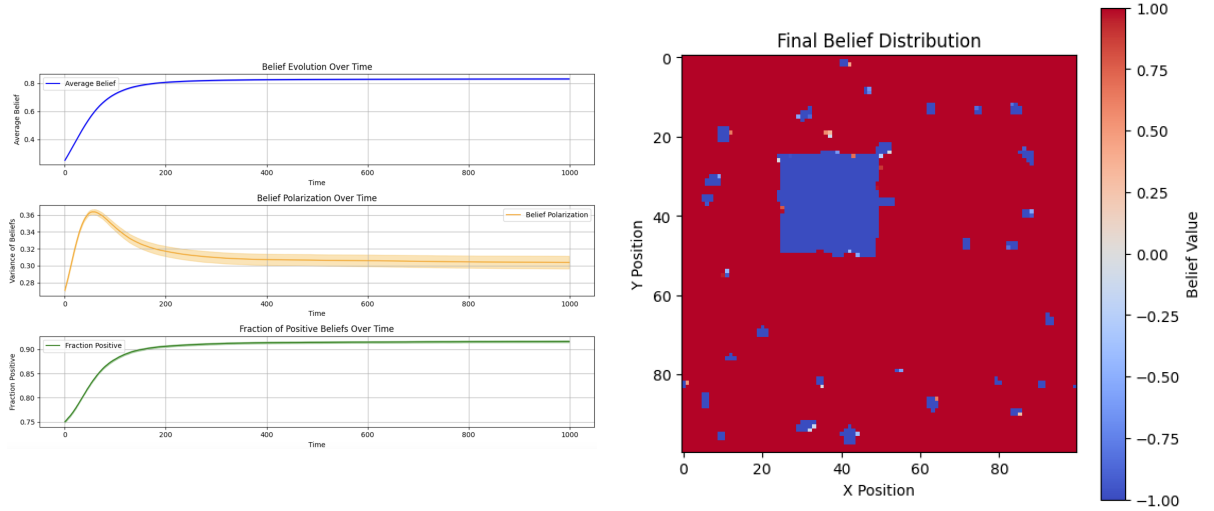 Belief Evolution Over Time
Average Belief
Average Belief
0.8
0.6
0.4
0 200 400 600 800 1000
Time
Belief Polarization Over Time
Belief Polarization
Variance of Beliefs
0.36
0.34
0.32
0.30
0.28
0 200 400 600 800 1000
Time
Fraction of Positive Beliefs Over Time
Fraction Positive
Fraction Positive
0.90
0.85
0.80
0.75
0 200 400 600 800 1000
Time
Final Belief Distribution
Y Position
0
20
40
60
80
0 20 40 60 80
X Position
1.00
0.75
0.50
0.25
0.00
−0.25
−0.50
−0.75
−1.00
Belief Value